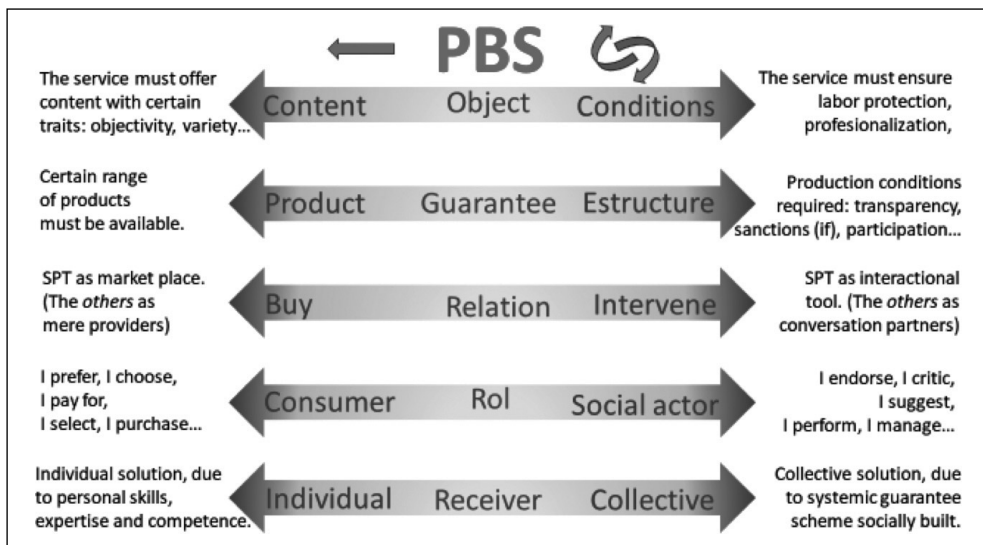 PBS
The service must offer
content with certain
traits: objectivity, variety...
Content Object Conditions
The service must ensure
labor protection,
profesionalization,
Certain range
of products
must be available.
Product Guarantee Estructure
Production conditions
required: transparency,
sanctions (if), participation...
SPT as market place.
(The others as
mere providers)
Buy Relation Intervene
SPT as interactional
tool. (The others as
conversation partners)
I prefer, I choose,
I pay for,
I select, I purchase...
Consumer Rol Social actor
I endorse, I critic,
I suggest,
I perform, I manage...
Individual solution, due
to personal skills,
expertise and competence.
Individual Receiver Collective
Collective solution, due
to systemic guarantee
scheme socially built.